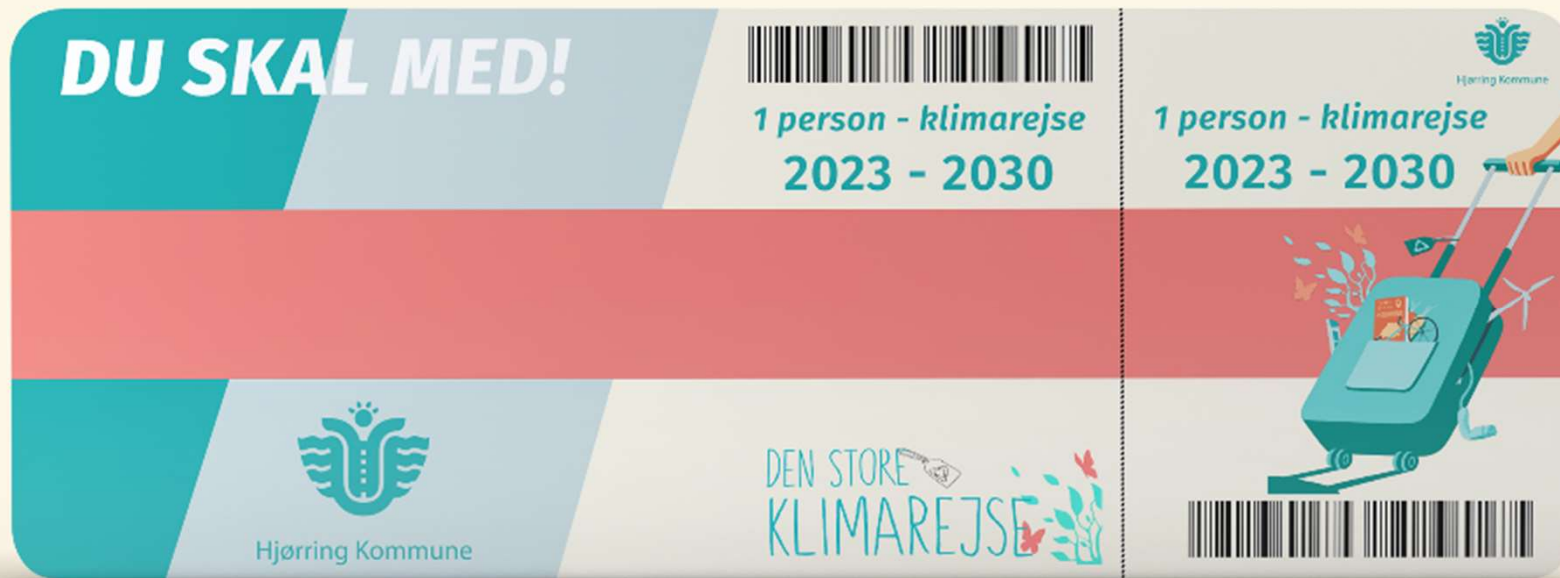 DU SKAL MED!
1 person - klimarejse
2023 - 2030
Hjørring Kommune
DEN STORE
KLIMAREJSE
Hjørring Kommune
1 person - klimarejse
2023 - 2030